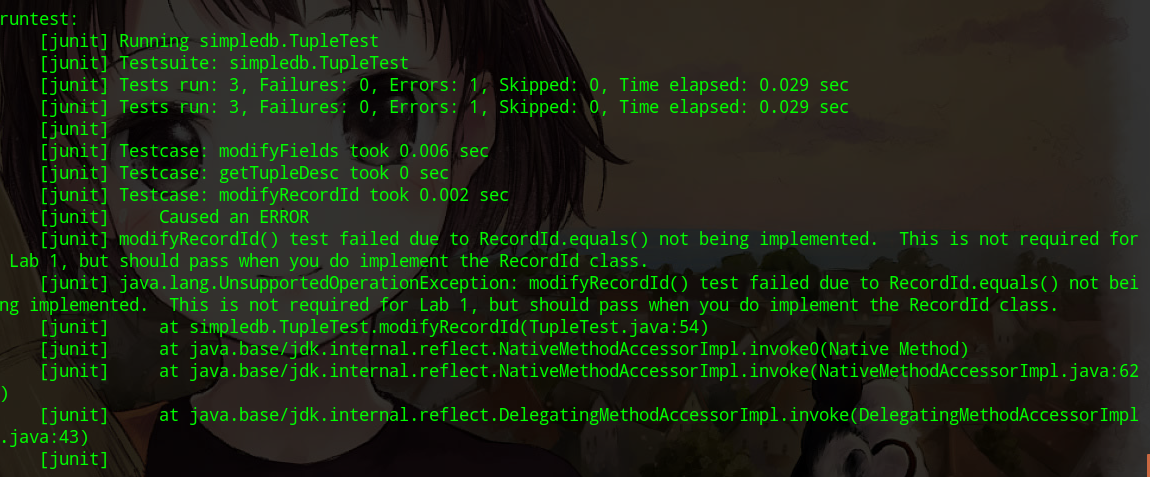 runtest:
    [junit] Running simpledb.TupleTest
    [junit] Testsuite: simpledb.TupleTest
    [junit] Tests run: 3, Failures: 0, Errors: 1, Skipped: 0, Time elapsed: 0.029 sec
    [junit] Tests run: 3, Failures: 0, Errors: 1, Skipped: 0, Time elapsed: 0.029 sec
    [junit]
    [junit] Testcase: modifyFields took 0.006 sec
    [junit] Testcase: getTupleDesc took 0 sec
    [junit] Testcase: modifyRecordId took 0.002 sec
    [junit]     Caused an ERROR
    [junit] modifyRecordId() test failed due to RecordId.equals() not being implemented.  This is not required for
 Lab 1, but should pass when you do implement the RecordId class.
    [junit] java.lang.UnsupportedOperationException: modifyRecordId() test failed due to RecordId.equals() not bei
ng implemented.  This is not required for Lab 1, but should pass when you do implement the RecordId class.
    [junit]     at simpledb.TupleTest.modifyRecordId(TupleTest.java:54)
    [junit]     at java.base/jdk.internal.reflect.NativeMethodAccessorImpl.invoke0(Native Method)
    [junit]     at java.base/jdk.internal.reflect.NativeMethodAccessorImpl.invoke(NativeMethodAccessorImpl.java:62
)
    [junit]     at java.base/jdk.internal.reflect.DelegatingMethodAccessorImpl.invoke(DelegatingMethodAccessorImpl
.java:43)
    [junit]